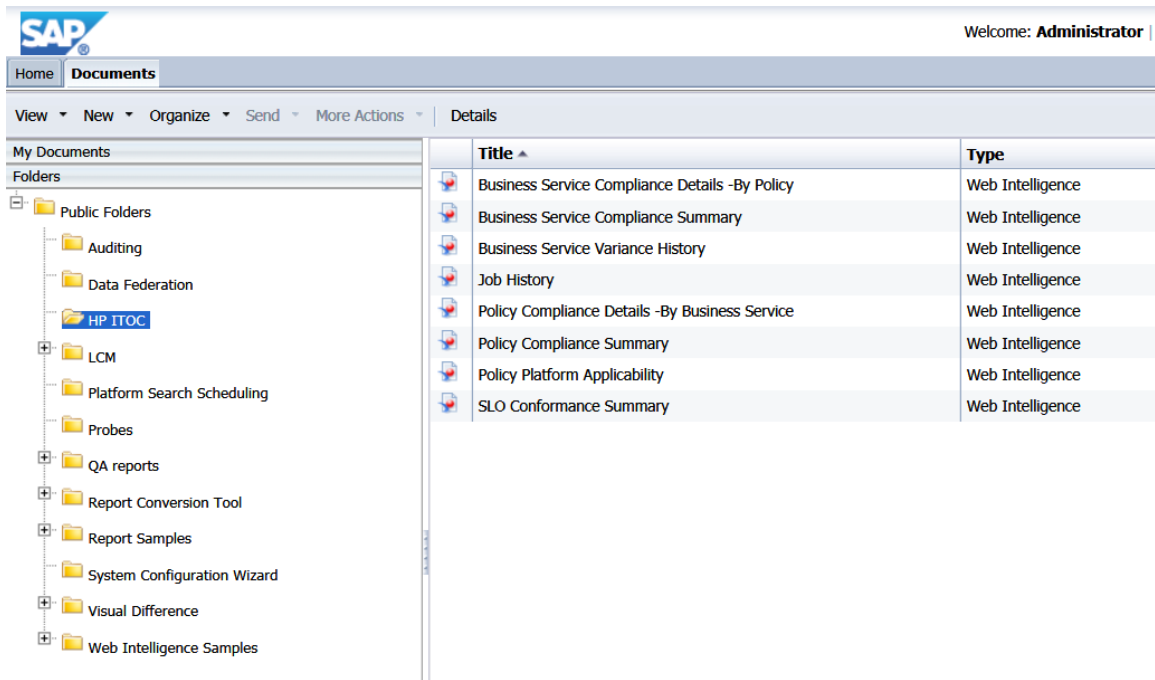 SAP®
Welcome: Administrator |
Home Documents
View New Organize Send More Actions Details
My Documents
Folders
Public Folders
Auditing
Data Federation
HP ITOC
LCM
Platform Search Scheduling
Probes
QA reports
Report Conversion Tool
Report Samples
System Configuration Wizard
Visual Difference
Web Intelligence Samples
Title Type
Business Service Compliance Details -By Policy Web Intelligence
Business Service Compliance Summary Web Intelligence
Business Service Variance History Web Intelligence
Job History Web Intelligence
Policy Compliance Details -By Business Service Web Intelligence
Policy Compliance Summary Web Intelligence
Policy Platform Applicability Web Intelligence
SLO Conformance Summary Web Intelligence